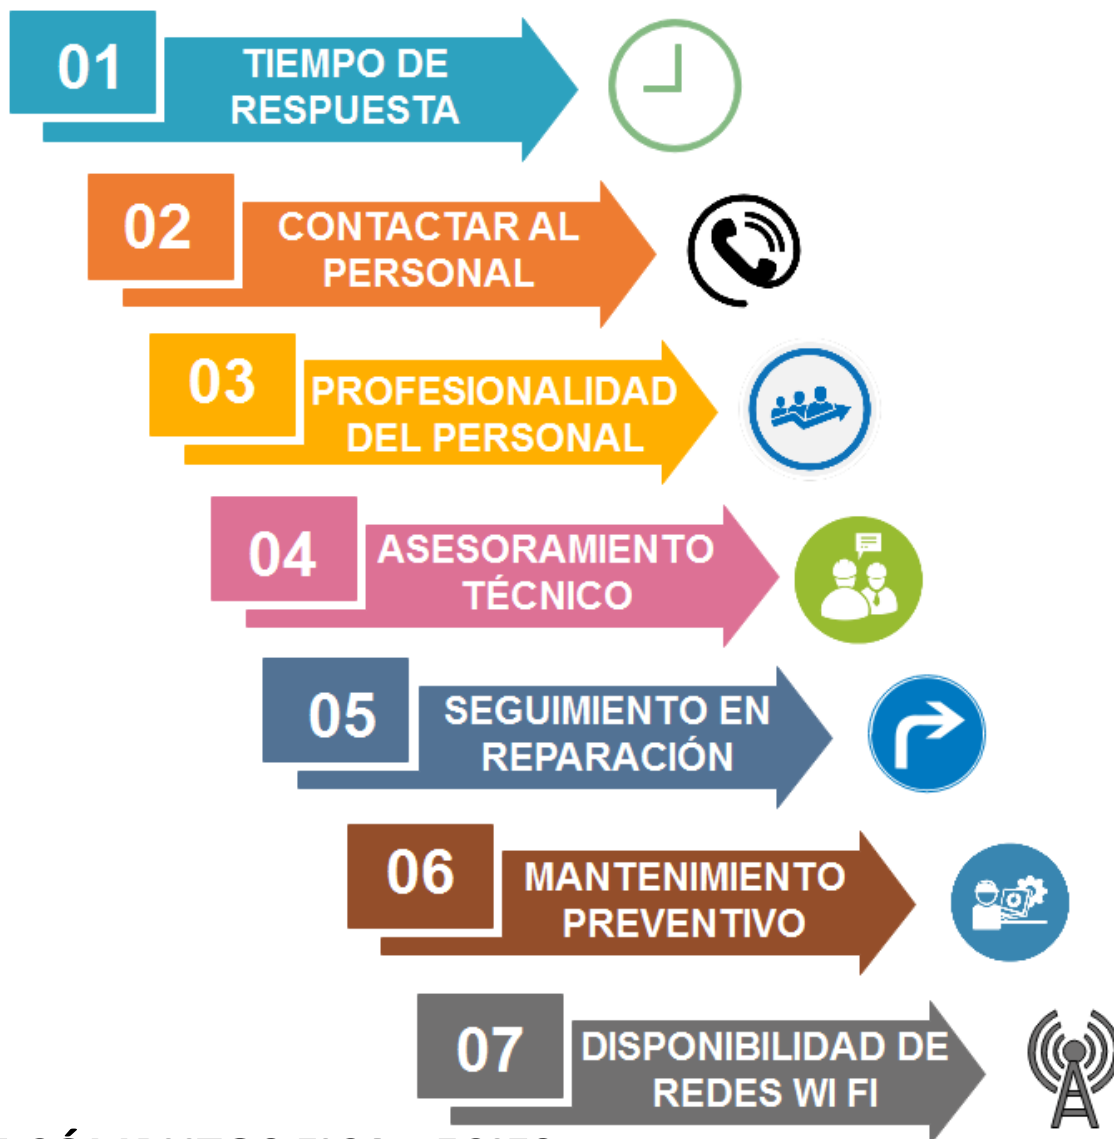 01
TIEMPO DE
RESPUESTA
02
CONTACTAR AL
PERSONAL
03
PROFESIONALIDAD
DEL PERSONAL
04
ASESORAMIENTO
TÉCNICO
05
SEGUIMIENTO EN
REPARACIÓN
06
MANTENIMIENTO
PREVENTIVO
07
DISPONIBILIDAD DE
REDES WI FI